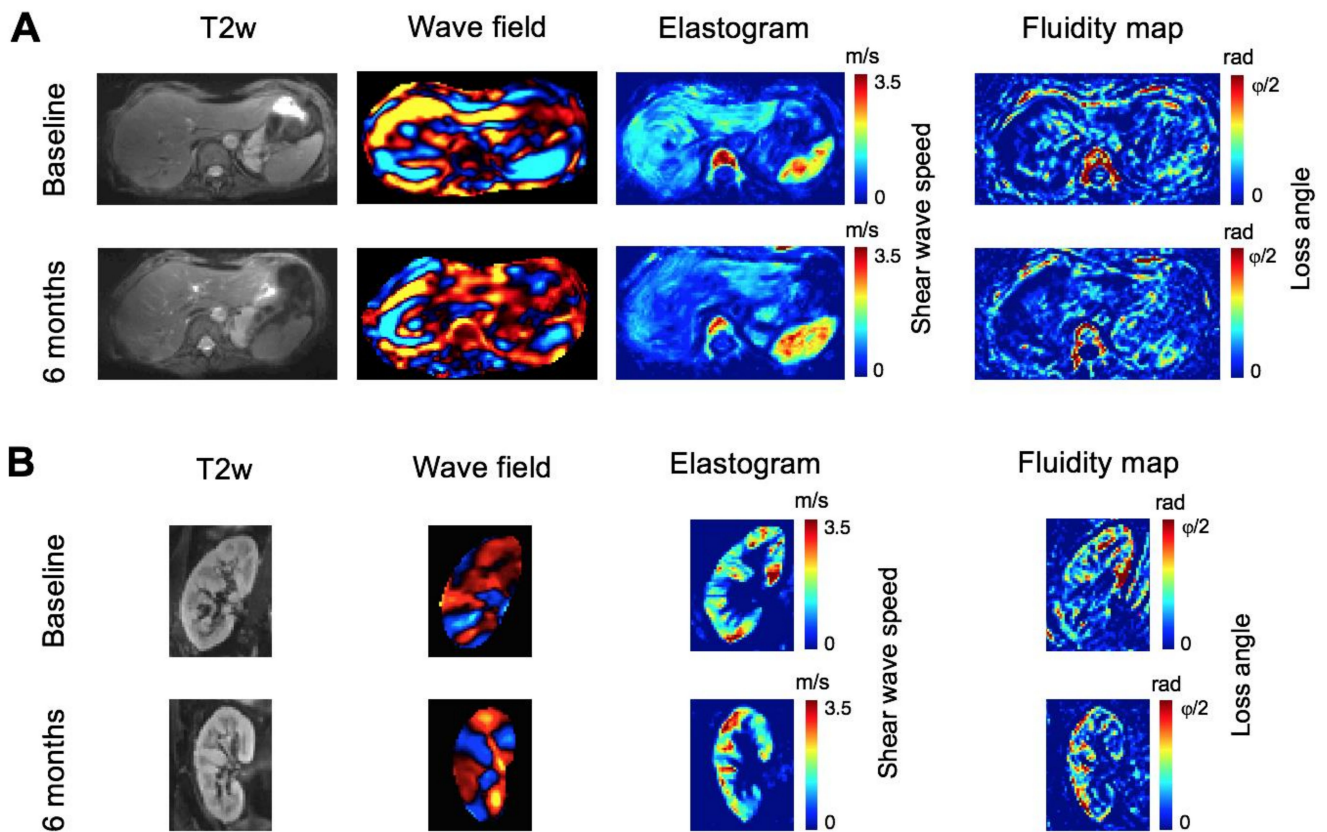 A
T2w
Wave field
Elastogram
Fluidity map
Baseline
m/s
3.5
0
rad
φ/2
0
6 months
m/s
3.5
0
rad
φ/2
0
Shear wave speed
Loss angle
B
T2w
Wave field
Elastogram
Fluidity map
Baseline
m/s
3.5
0
rad
φ/2
0
6 months
m/s
3.5
0
rad
φ/2
0
Shear wave speed
Loss angle